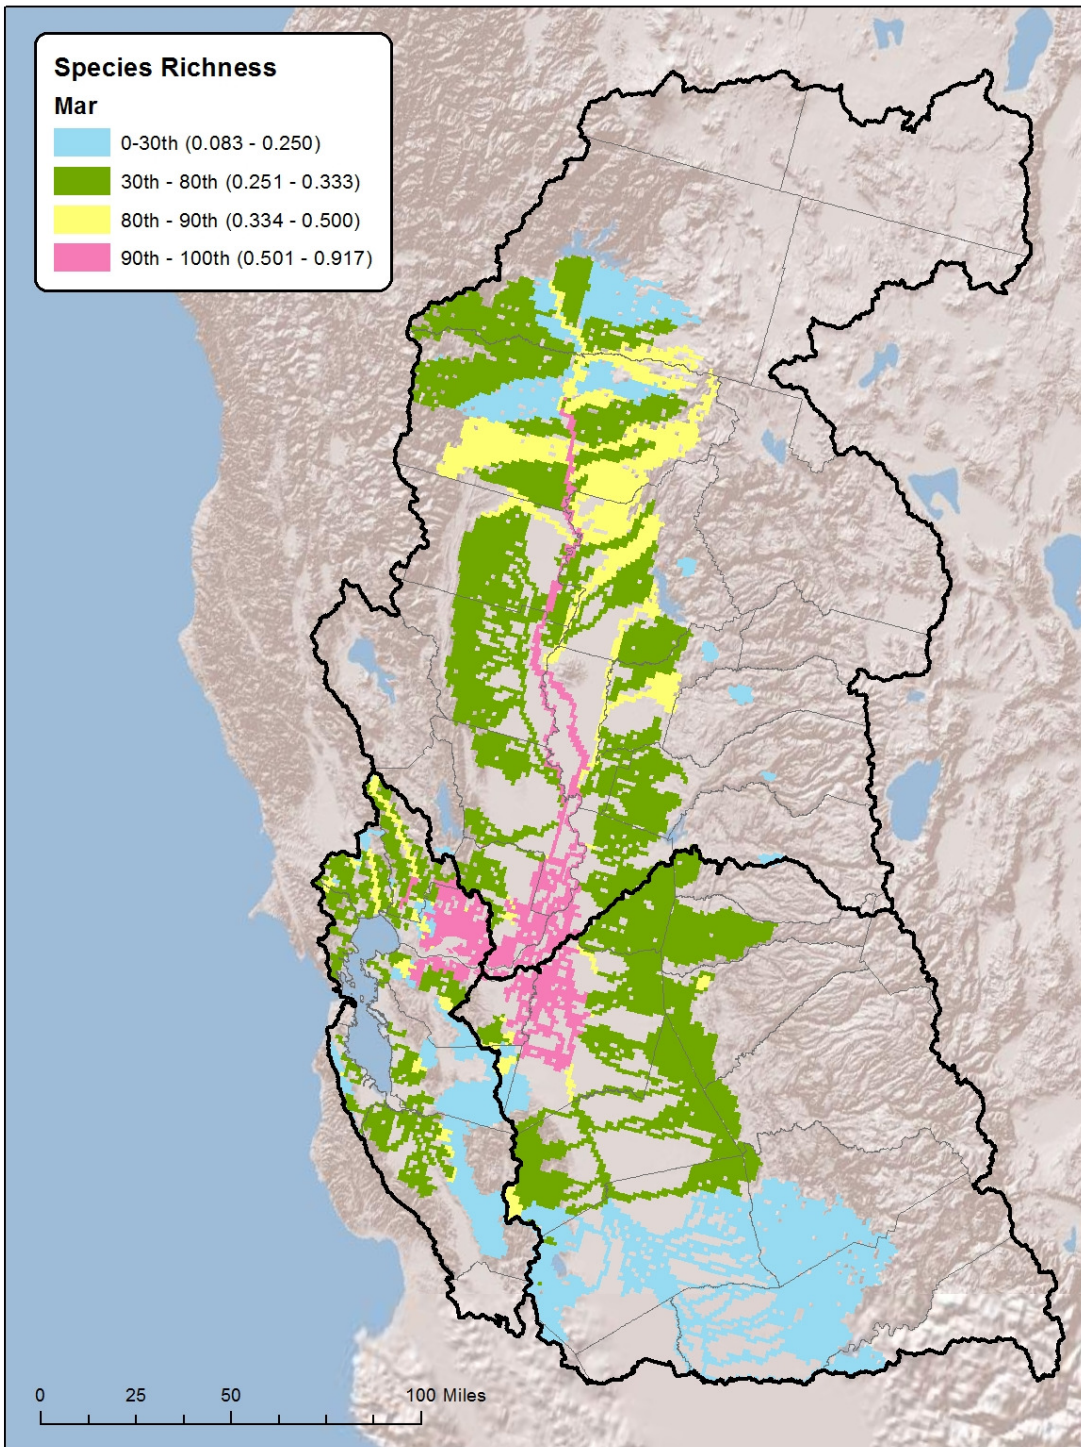 Species Richness
Mar
0-30th (0.083 - 0.250)
30th - 80th (0.251 - 0.333)
80th - 90th (0.334 - 0.500)
90th - 100th (0.501 - 0.917)
0 25 50 100 Miles